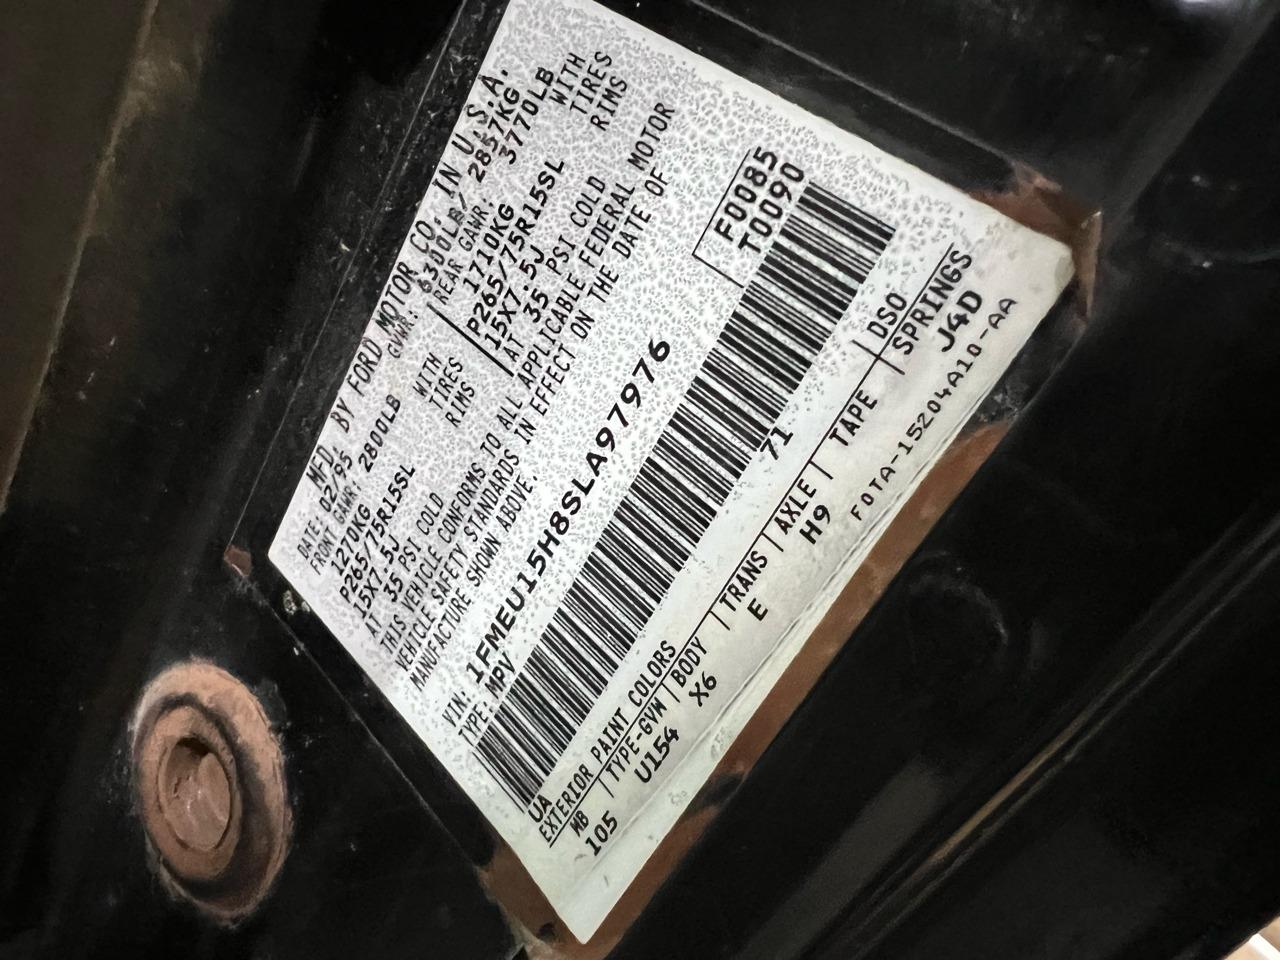 MFD. BY FORD MOTOR CO. IN U.S.A.
DATE: 02/95 GVWR: 6300LB/ 2857KG
FRONT GAWR: 2800LB REAR GAWR: 3770LB
1270KG WITH 1710KG WITH
P265/75R15SL TIRES P265/75R15SL TIRES
15X7.5J RIMS 15X7.5J RIMS
AT 35 PSI COLD AT 35 PSI COLD
THIS VEHICLE CONFORMS TO ALL APPLICABLE FEDERAL MOTOR
VEHICLE SAFETY STANDARDS IN EFFECT ON THE DATE OF
MANUFACTURE SHOWN ABOVE.
VIN: 1FMEU15H8SLA97976 F0085
TYPE: MPV T0090
UA 71
EXTERIOR PAINT COLORS DSO
WB TYPE-GVW BODY TRANS AXLE TAPE SPRINGS
105 U154 X6 E H9 J4D
F0TA-15204A10-AA